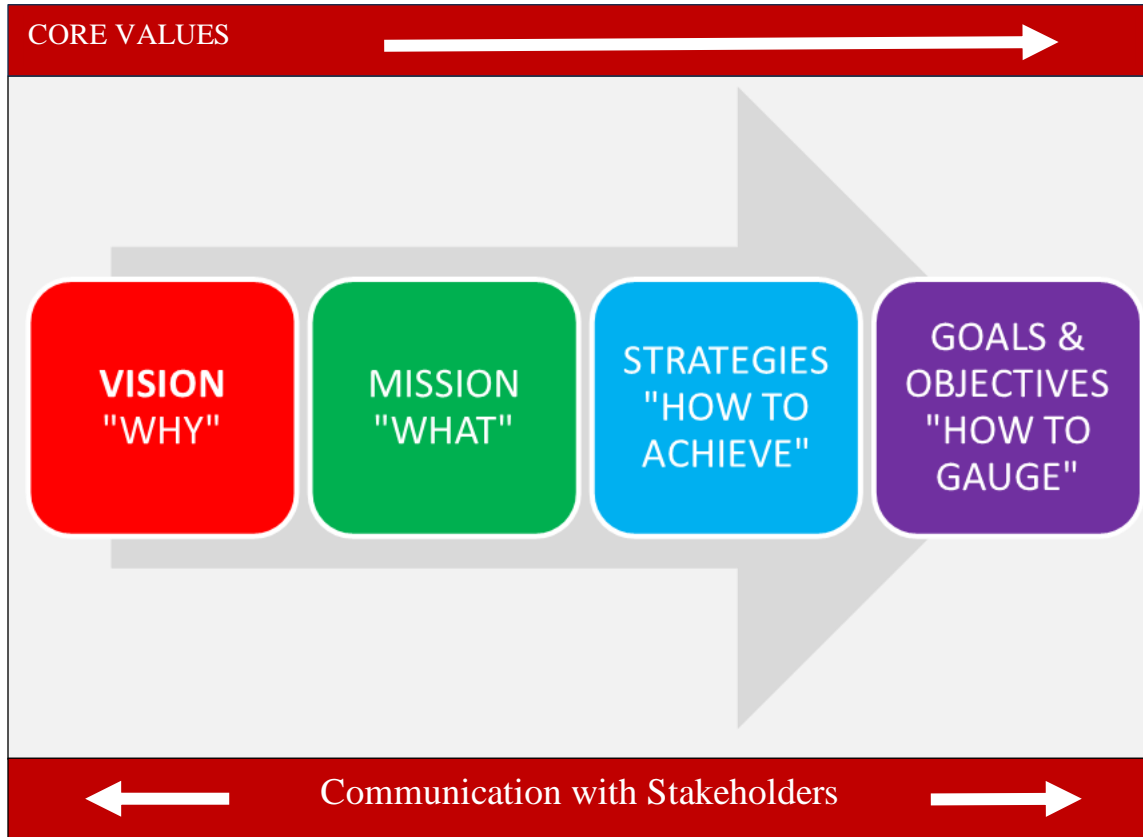 CORE VALUES
VISION
"WHY"
MISSION
"WHAT"
STRATEGIES
"HOW TO
ACHIEVE"
GOALS &
OBJECTIVES
"HOW TO
GAUGE"
Communication with Stakeholders